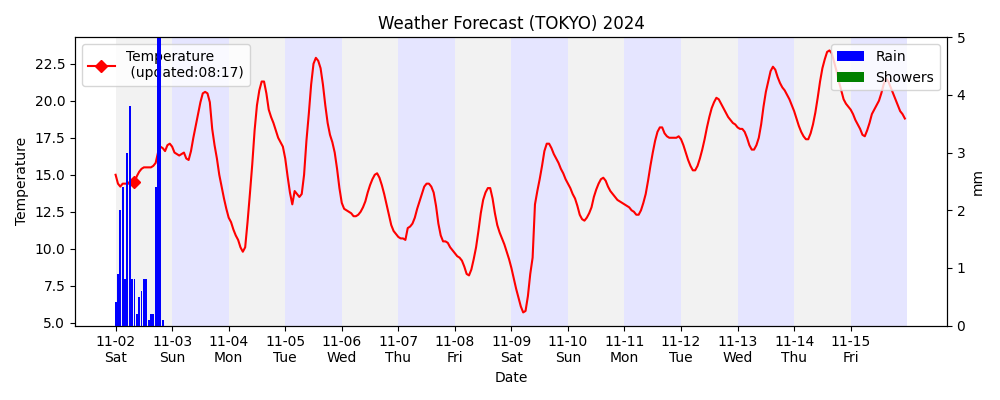 Weather Forecast (TOKYO) 2024
Temperature
(updated:08:17)
Rain
Showers
Temperature
22.5
20.0
17.5
15.0
12.5
10.0
7.5
5.0
5
4
3
2
1
0
mm
11-02 11-03 11-04 11-05 11-06 11-07 11-08 11-09 11-10 11-11 11-12 11-13 11-14 11-15
Sat Sun Mon Tue Wed Thu Fri Sat Sun Mon Tue Wed Thu Fri
Date